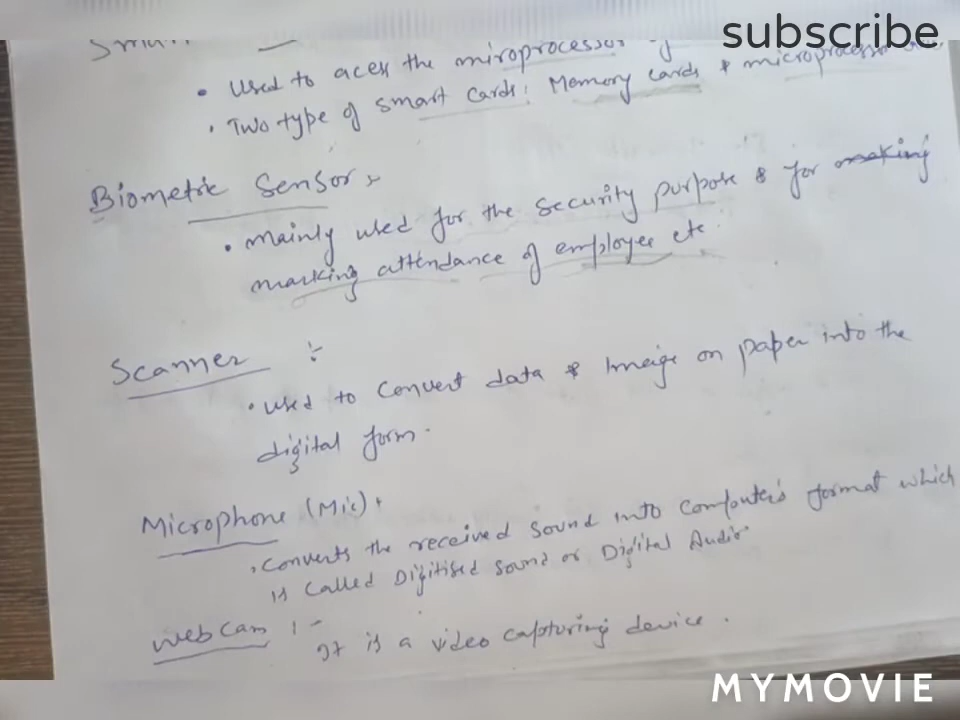 subscribe
• Used to acess the miroprocessor
• Two type of smart cards: Memory cards & microprocessor
Biometric Sensor :-
• Mainly used for the security purpose & for making
marking attendance of employee etc.
Scanner :-
• Used to convert data & Image on paper into the
digital form.
Microphone (Mic) :
• Converts the received sound into computer's format which
is called Digitised sound or Digital Audio
Web Cam :-
It is a video capturing device.
MYMOVIE